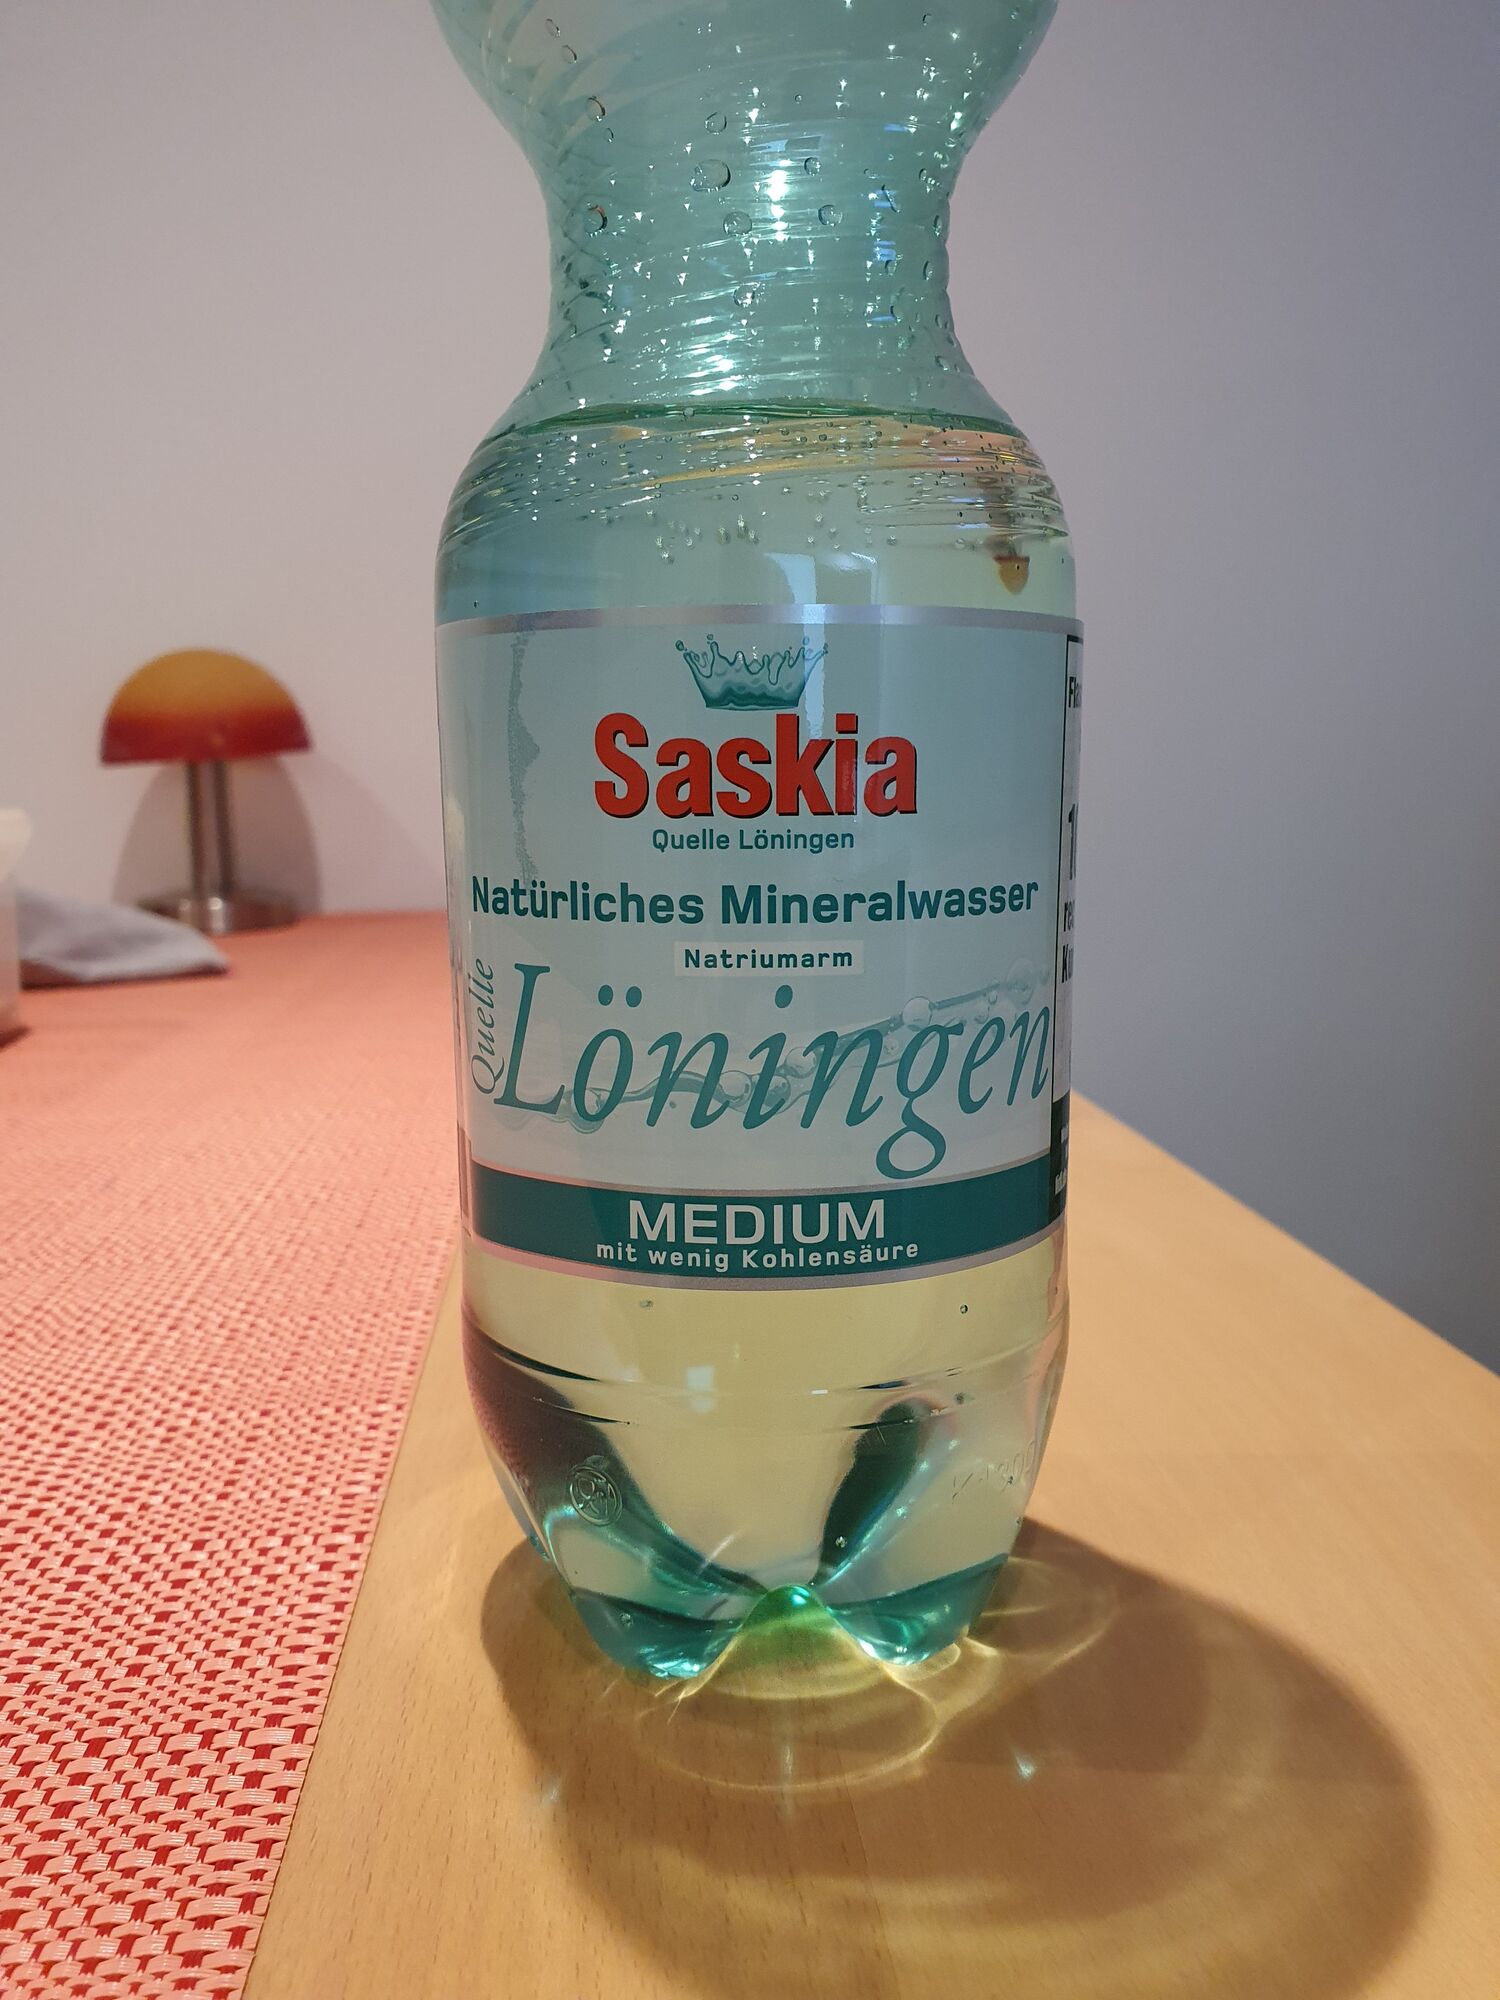 Saskia
Quelle Löningen
Natürliches Mineralwasser
Natriumarm
Quelle
Löningen
MEDIUM
mit wenig Kohlensäure